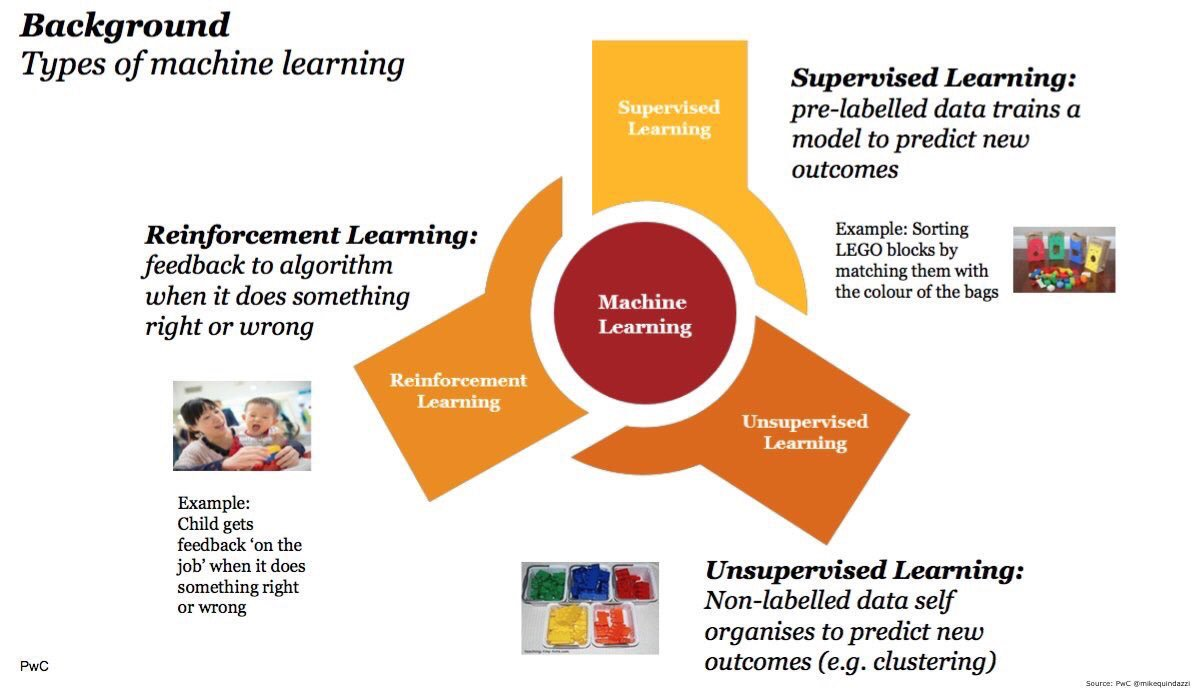 Background
Types of machine learning
Supervised
Learning
Supervised Learning:
pre-labelled data trains a
model to predict new
outcomes
Example: Sorting
LEGO blocks by
matching them with
the colour of the bags
Reinforcement Learning:
feedback to algorithm
when it does something
right or wrong
Machine
Learning
Reinforcement
Learning
Unsupervised
Learning
Example:
Child gets
feedback ‘on the
job’ when it does
something right
or wrong
Unsupervised Learning:
Non-labelled data self
organises to predict new
outcomes (e.g. clustering)
PwC
Source: PwC @mikequindazzi